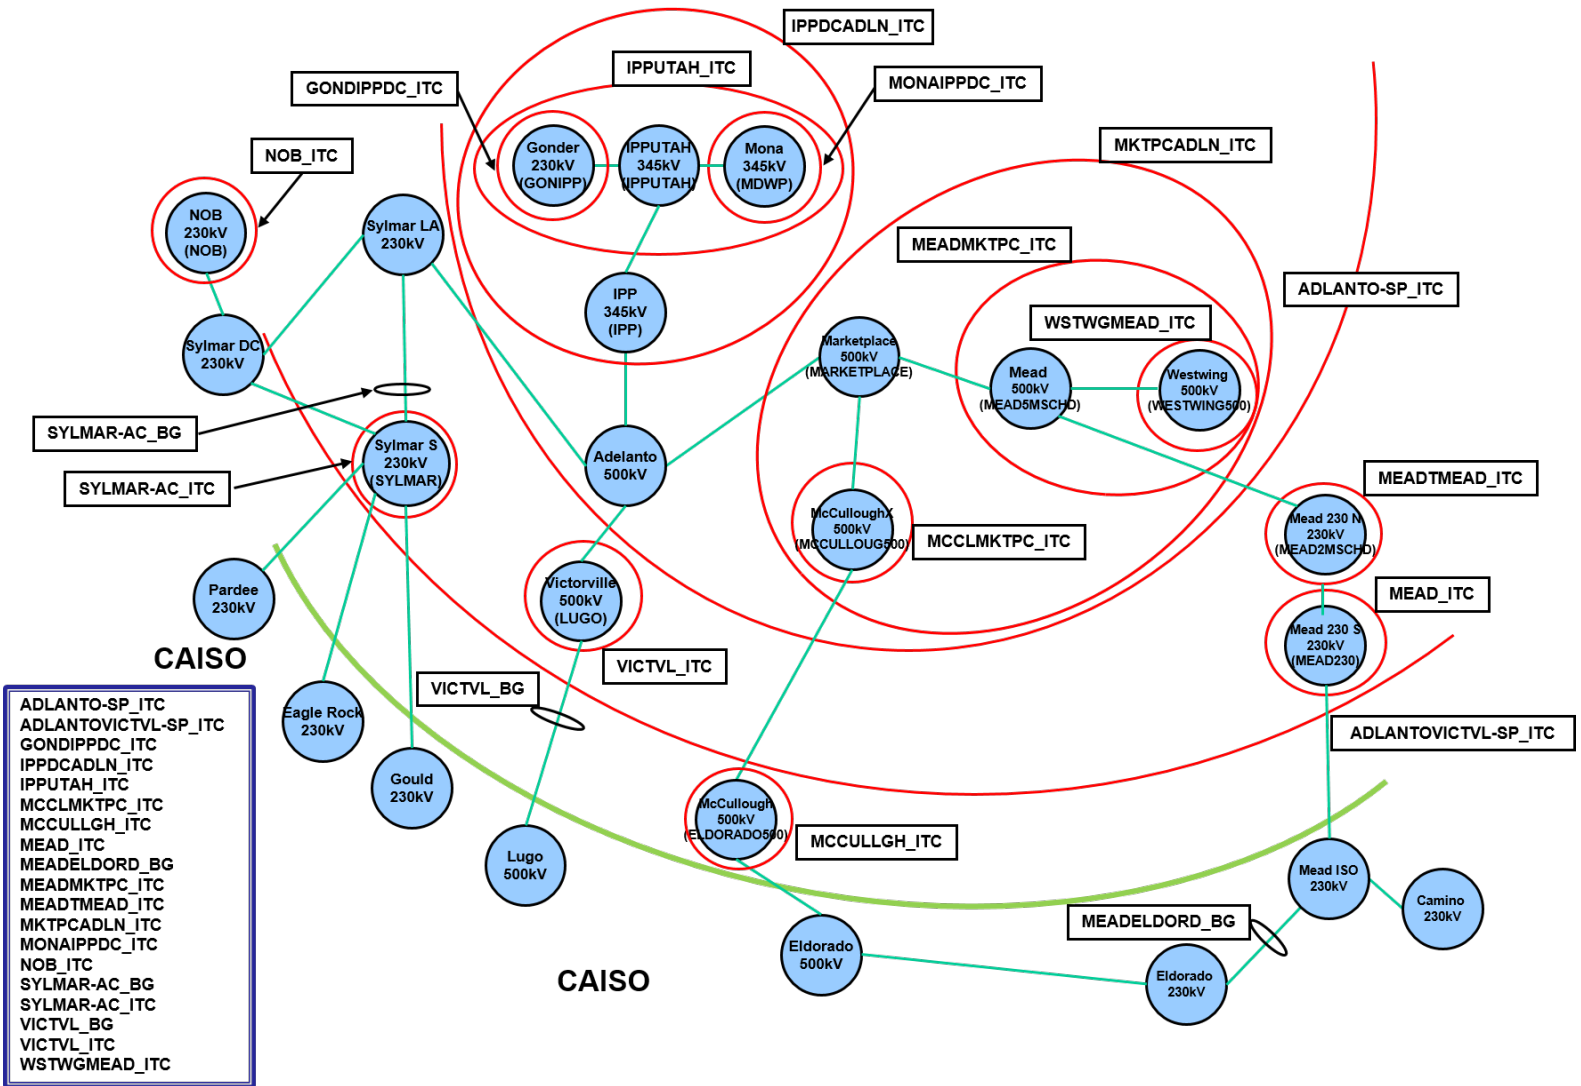 IPPDCADLN_ITC
IPPUTAH_ITC
GONDIPPDC_ITC
MONAIPPDC_ITC
NOB_ITC
MKTPCADLN_ITC
Gonder
230kV
(GONIPP)
IPPUTAH
345kV
(IPPUTAH)
Mona
345kV
(MDWP)
NOB
230kV
(NOB)
Sylmar LA
230kV
MEADMKTPC_ITC
ADLANTO-SP_ITC
IPP
345kV
(IPP)
WSTWGMEAD_ITC
Sylmar DC
230kV
Marketplace
500kV
(MARKETPLACE)
Mead
500kV
(MEAD5MSCHD)
Westwing
500kV
(WESTWING500)
SYLMAR-AC_BG
Sylmar S
230kV
(SYLMAR)
Adelanto
500kV
SYLMAR-AC_ITC
MEADTMEAD_ITC
McCulloughX
500kV
(MCCULLOUG500)
MCCLMKTPC_ITC
Mead 230 N
230kV
(MEAD2MSCHD)
Pardee
230kV
Victorville
500kV
(LUGO)
MEAD_ITC
Mead 230 S
230kV
(MEAD230)
CAISO
VICTVL_ITC
VICTVL_BG
Eagle Rock
230kV
ADLANTOVICTVL-SP_ITC
Gould
230kV
McCullough
500kV
(ELDORADO500)
MCCULLGH_ITC
Lugo
500kV
Mead ISO
230kV
Camino
230kV
MEADELDORD_BG
Eldorado
500kV
CAISO
Eldorado
230kV
ADLANTO-SP_ITC
ADLANTOVICTVL-SP_ITC
GONDIPPDC_ITC
IPPDCADLN_ITC
IPPUTAH_ITC
MCCLMKTPC_ITC
MCCULLGH_ITC
MEAD_ITC
MEADELDORD_BG
MEADMKTPC_ITC
MEADTMEAD_ITC
MKTPCADLN_ITC
MONAIPPDC_ITC
NOB_ITC
SYLMAR-AC_BG
SYLMAR-AC_ITC
VICTVL_BG
VICTVL_ITC
WSTWGMEAD_ITC